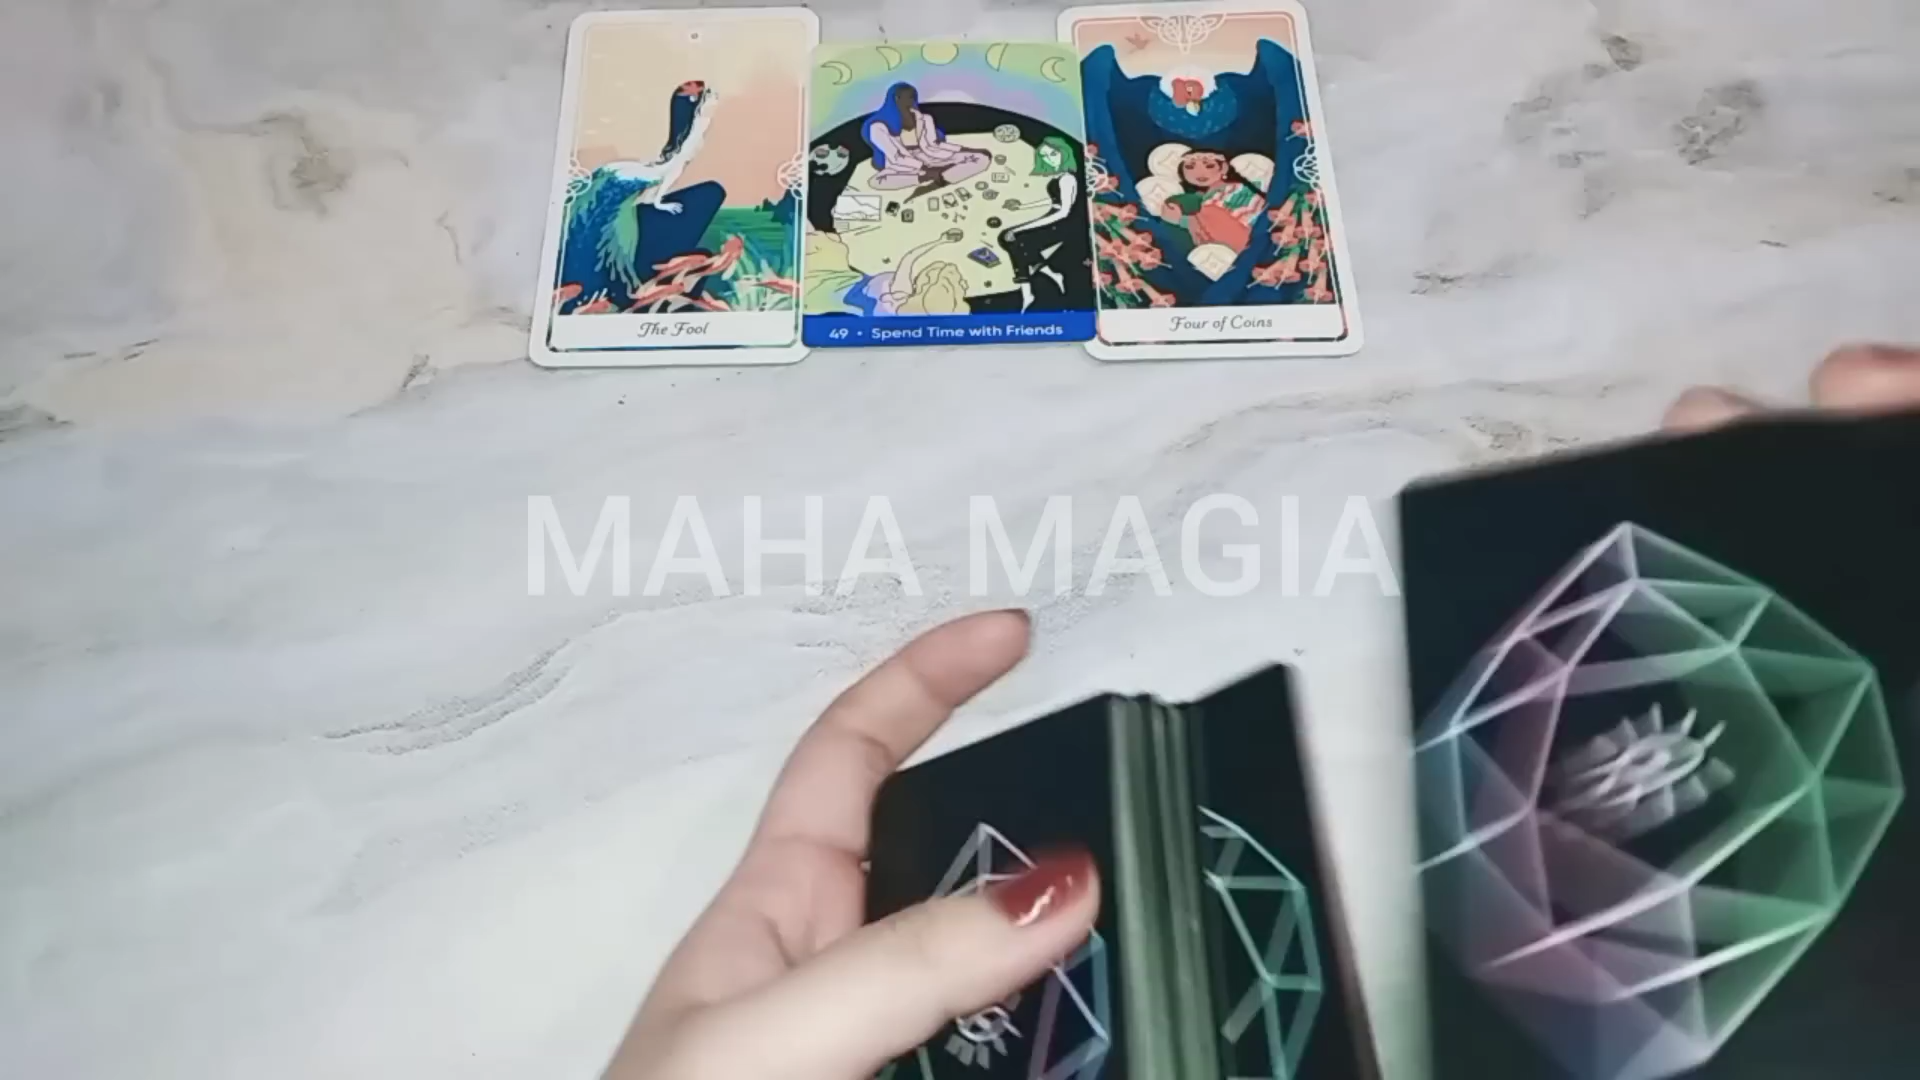 The Fool
49 • Spend Time with Friends
Four of Coins
MAHA MAGIA